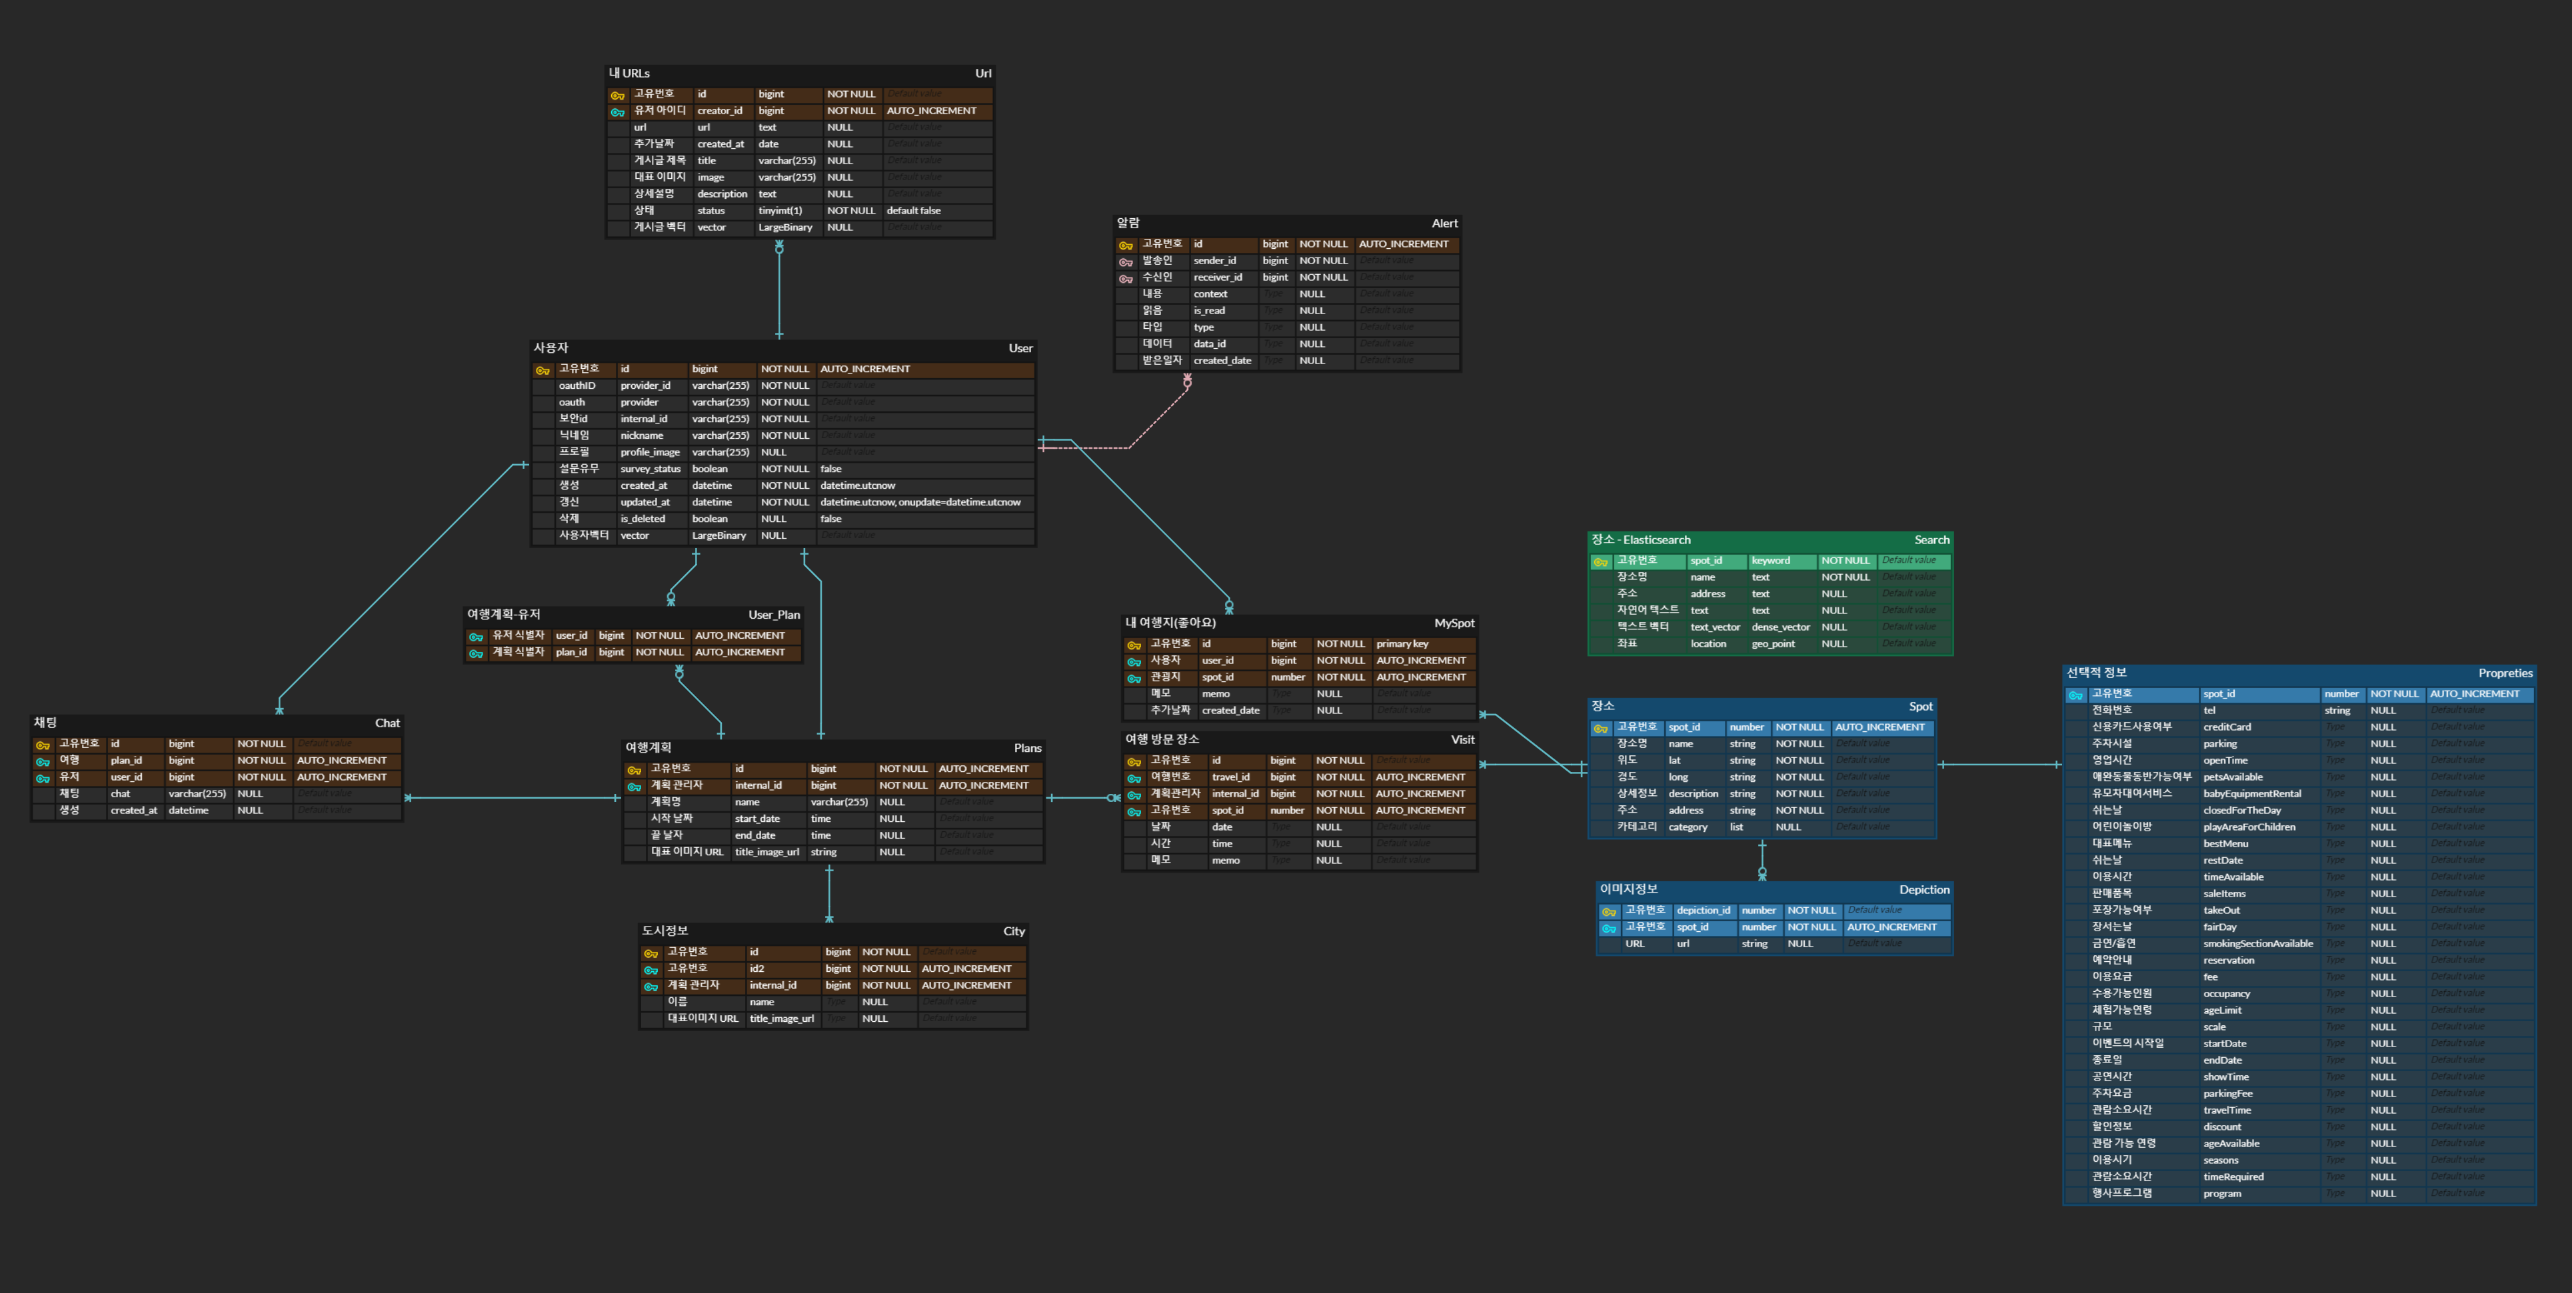 내 URLs Url
고유번호 id bigint NOT NULL Default value
유저 아이디 creator_id bigint NOT NULL AUTO_INCREMENT
url url text NULL Default value
추가날짜 created_at date NULL Default value
게시글 제목 title varchar(255) NULL Default value
대표 이미지 image varchar(255) NULL Default value
상세설명 description text NULL Default value
상태 status tinyimt(1) NOT NULL default false
게시글 벡터 vector LargeBinary NULL Default value
알람 Alert
고유번호 id bigint NOT NULL AUTO_INCREMENT
발송인 sender_id bigint NOT NULL Default value
수신인 receiver_id bigint NOT NULL Default value
내용 context Type NULL Default value
읽음 is_read Type NULL Default value
타입 type Type NULL Default value
데이터 data_id Type NULL Default value
받은일자 created_date Type NULL Default value
사용자 User
고유번호 id bigint NOT NULL AUTO_INCREMENT
oauthID provider_id varchar(255) NOT NULL Default value
oauth provider varchar(255) NOT NULL Default value
보안id internal_id varchar(255) NOT NULL Default value
닉네임 nickname varchar(255) NOT NULL Default value
프로필 profile_image varchar(255) NULL Default value
설문유무 survey_status boolean NOT NULL false
생성 created_at datetime NOT NULL datetime.utcnow
갱신 updated_at datetime NOT NULL datetime.utcnow, onupdate=datetime.utcnow
삭제 is_deleted boolean NULL false
사용자벡터 vector LargeBinary NULL Default value
장소 - Elasticsearch Search
고유번호 spot_id keyword NOT NULL Default value
장소명 name text NOT NULL Default value
주소 address text NULL Default value
자연어 텍스트 text text NULL Default value
텍스트 벡터 text_vector dense_vector NULL Default value
좌표 location geo_point NULL Default value
여행계획-유저 User_Plan
유저 식별자 user_id bigint NOT NULL AUTO_INCREMENT
계획 식별자 plan_id bigint NOT NULL AUTO_INCREMENT
내 여행지(좋아요) MySpot
고유번호 id bigint NOT NULL primary key
사용자 user_id bigint NOT NULL AUTO_INCREMENT
관광지 spot_id number NOT NULL AUTO_INCREMENT
메모 memo Type NULL Default value
추가날짜 created_date Type NULL Default value
채팅 Chat
고유번호 id bigint NOT NULL Default value
여행 plan_id bigint NOT NULL AUTO_INCREMENT
유저 user_id bigint NOT NULL AUTO_INCREMENT
채팅 chat varchar(255) NULL Default value
생성 created_at datetime NULL Default value
여행계획 Plans
고유번호 id bigint NOT NULL AUTO_INCREMENT
계획 관리자 internal_id bigint NOT NULL AUTO_INCREMENT
계획명 name varchar(255) NULL Default value
시작 날짜 start_date time NULL Default value
끝 날자 end_date time NULL Default value
대표 이미지 URL title_image_url string NULL Default value
여행 방문 장소 Visit
고유번호 id bigint NOT NULL Default value
여행번호 travel_id bigint NOT NULL AUTO_INCREMENT
계획관리자 internal_id bigint NOT NULL AUTO_INCREMENT
고유번호 spot_id number NOT NULL AUTO_INCREMENT
날짜 date Type NULL Default value
시간 time Type NULL Default value
메모 memo Type NULL Default value
장소 Spot
고유번호 spot_id number NOT NULL AUTO_INCREMENT
장소명 name string NOT NULL Default value
위도 lat string NOT NULL Default value
경도 long string NOT NULL Default value
상세정보 description string NOT NULL Default value
주소 address string NOT NULL Default value
카테고리 category list NULL Default value
도시정보 City
고유번호 id bigint NOT NULL Default value
고유번호 id2 bigint NOT NULL AUTO_INCREMENT
계획 관리자 internal_id bigint NOT NULL AUTO_INCREMENT
이름 name Type NULL Default value
대표이미지 URL title_image_url Type NULL Default value
이미지정보 Depiction
고유번호 depiction_id number NOT NULL Default value
고유번호 spot_id number NOT NULL AUTO_INCREMENT
URL url string NULL Default value
선택적 정보 Propreties
고유번호 spot_id number NOT NULL AUTO_INCREMENT
전화번호 tel string NULL Default value
신용카드사용여부 creditCard Type NULL Default value
주차시설 parking Type NULL Default value
영업시간 openTime Type NULL Default value
애완동물동반가능여부 petsAvailable Type NULL Default value
유모차대여서비스 babyEquipmentRental Type NULL Default value
쉬는날 closedForTheDay Type NULL Default value
어린이놀이방 playAreaForChildren Type NULL Default value
대표메뉴 bestMenu Type NULL Default value
쉬는날 restDate Type NULL Default value
이용시간 timeAvailable Type NULL Default value
판매품목 saleItems Type NULL Default value
포장가능여부 takeOut Type NULL Default value
장서는날 fairDay Type NULL Default value
금연/흡연 smokingSectionAvailable Type NULL Default value
예약안내 reservation Type NULL Default value
이용요금 fee Type NULL Default value
수용가능인원 occupancy Type NULL Default value
체험가능연령 ageLimit Type NULL Default value
규모 scale Type NULL Default value
이벤트의 시작일 startDate Type NULL Default value
종료일 endDate Type NULL Default value
공연시간 showTime Type NULL Default value
주차요금 parkingFee Type NULL Default value
관람소요시간 travelTime Type NULL Default value
할인정보 discount Type NULL Default value
관람 가능 연령 ageAvailable Type NULL Default value
이용시기 seasons Type NULL Default value
관람소요시간 timeRequired Type NULL Default value
행사프로그램 program Type NULL Default value